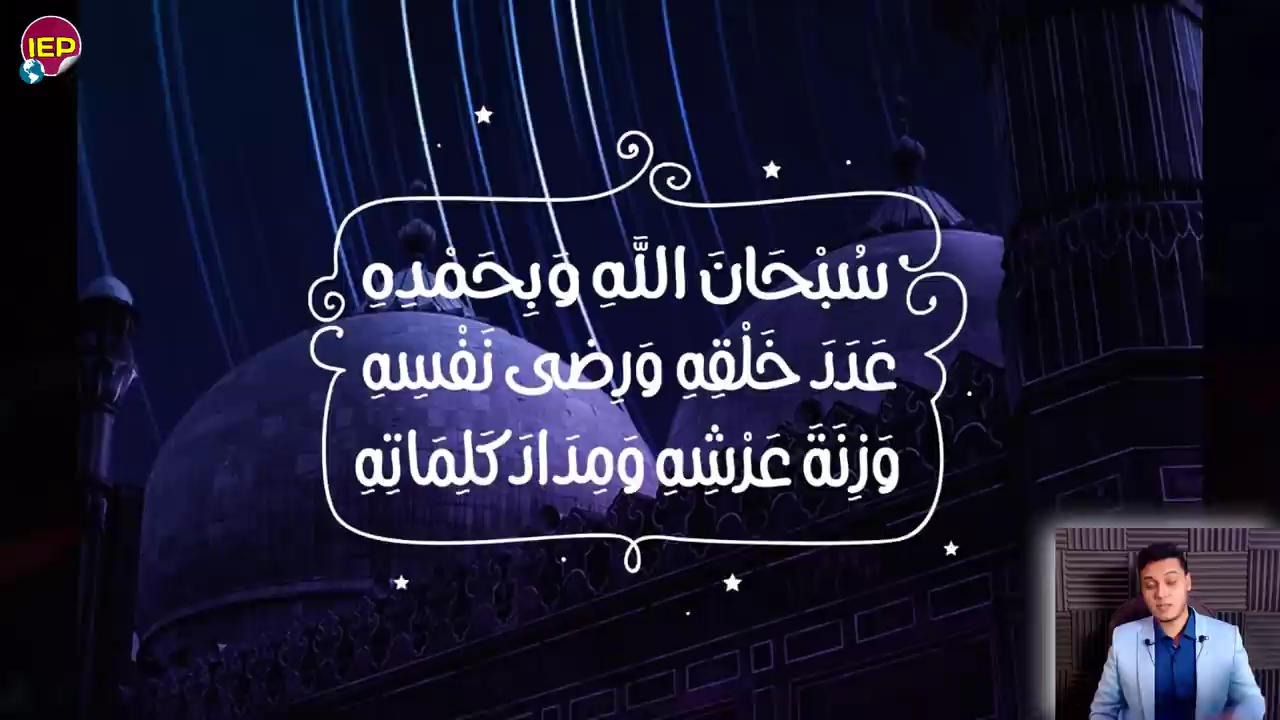 IEP
سُبْحَانَ اللَّهِ وَبِحَمْدِهِ
عَدَدَ خَلْقِهِ وَرِضَى نَفْسِهِ
وَزِنَةَ عَرْشِهِ وَمِدَادَ كَلِمَاتِهِ